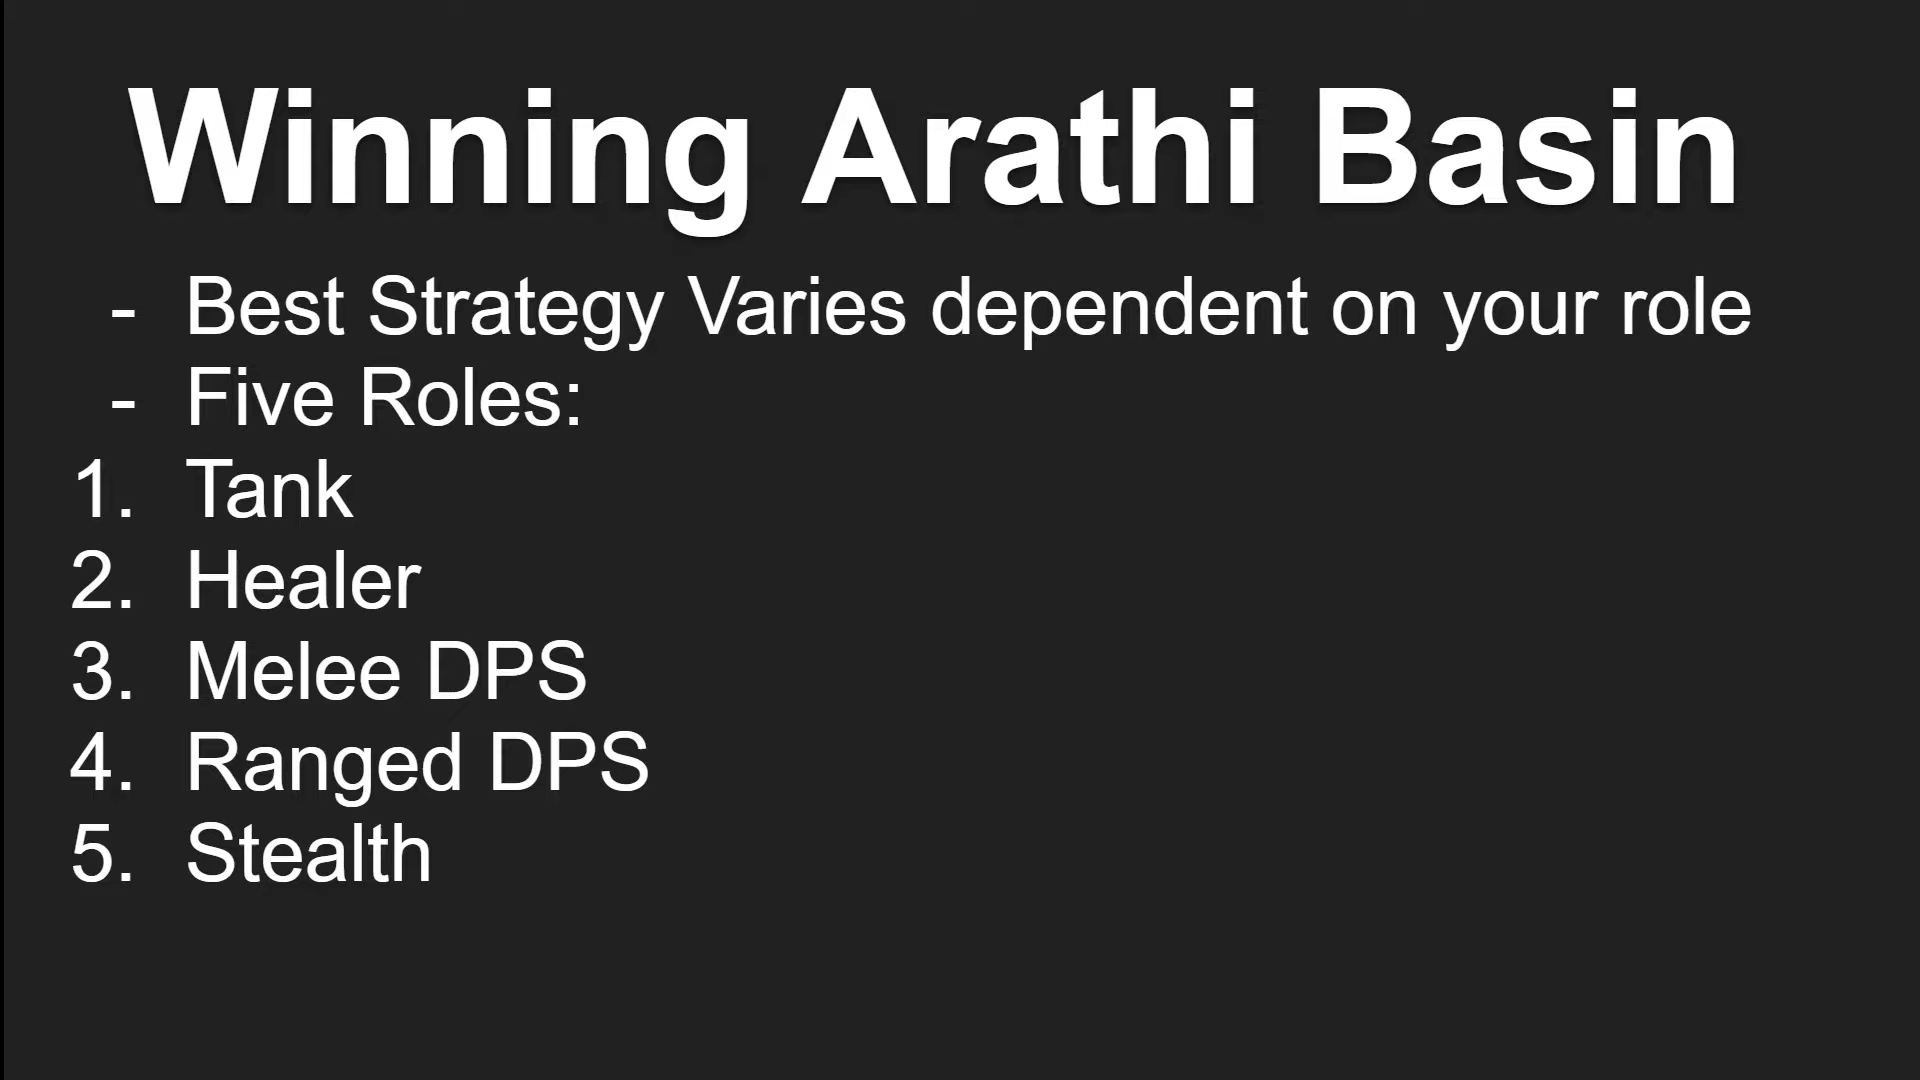 Winning Arathi Basin
- Best Strategy Varies dependent on your role
- Five Roles:
1. Tank
2. Healer
3. Melee DPS
4. Ranged DPS
5. Stealth